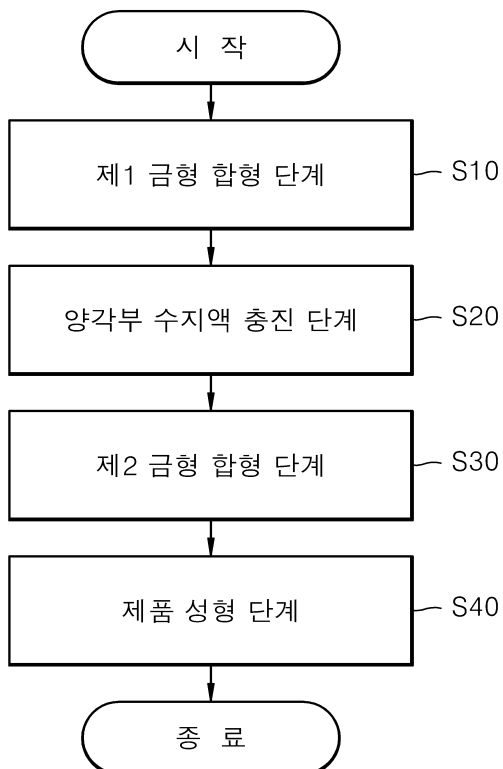 시 작
제1 금형 합형 단계
S10
양각부 수지액 충진 단계
S20
제2 금형 합형 단계
S30
제품 성형 단계
S40
종 료